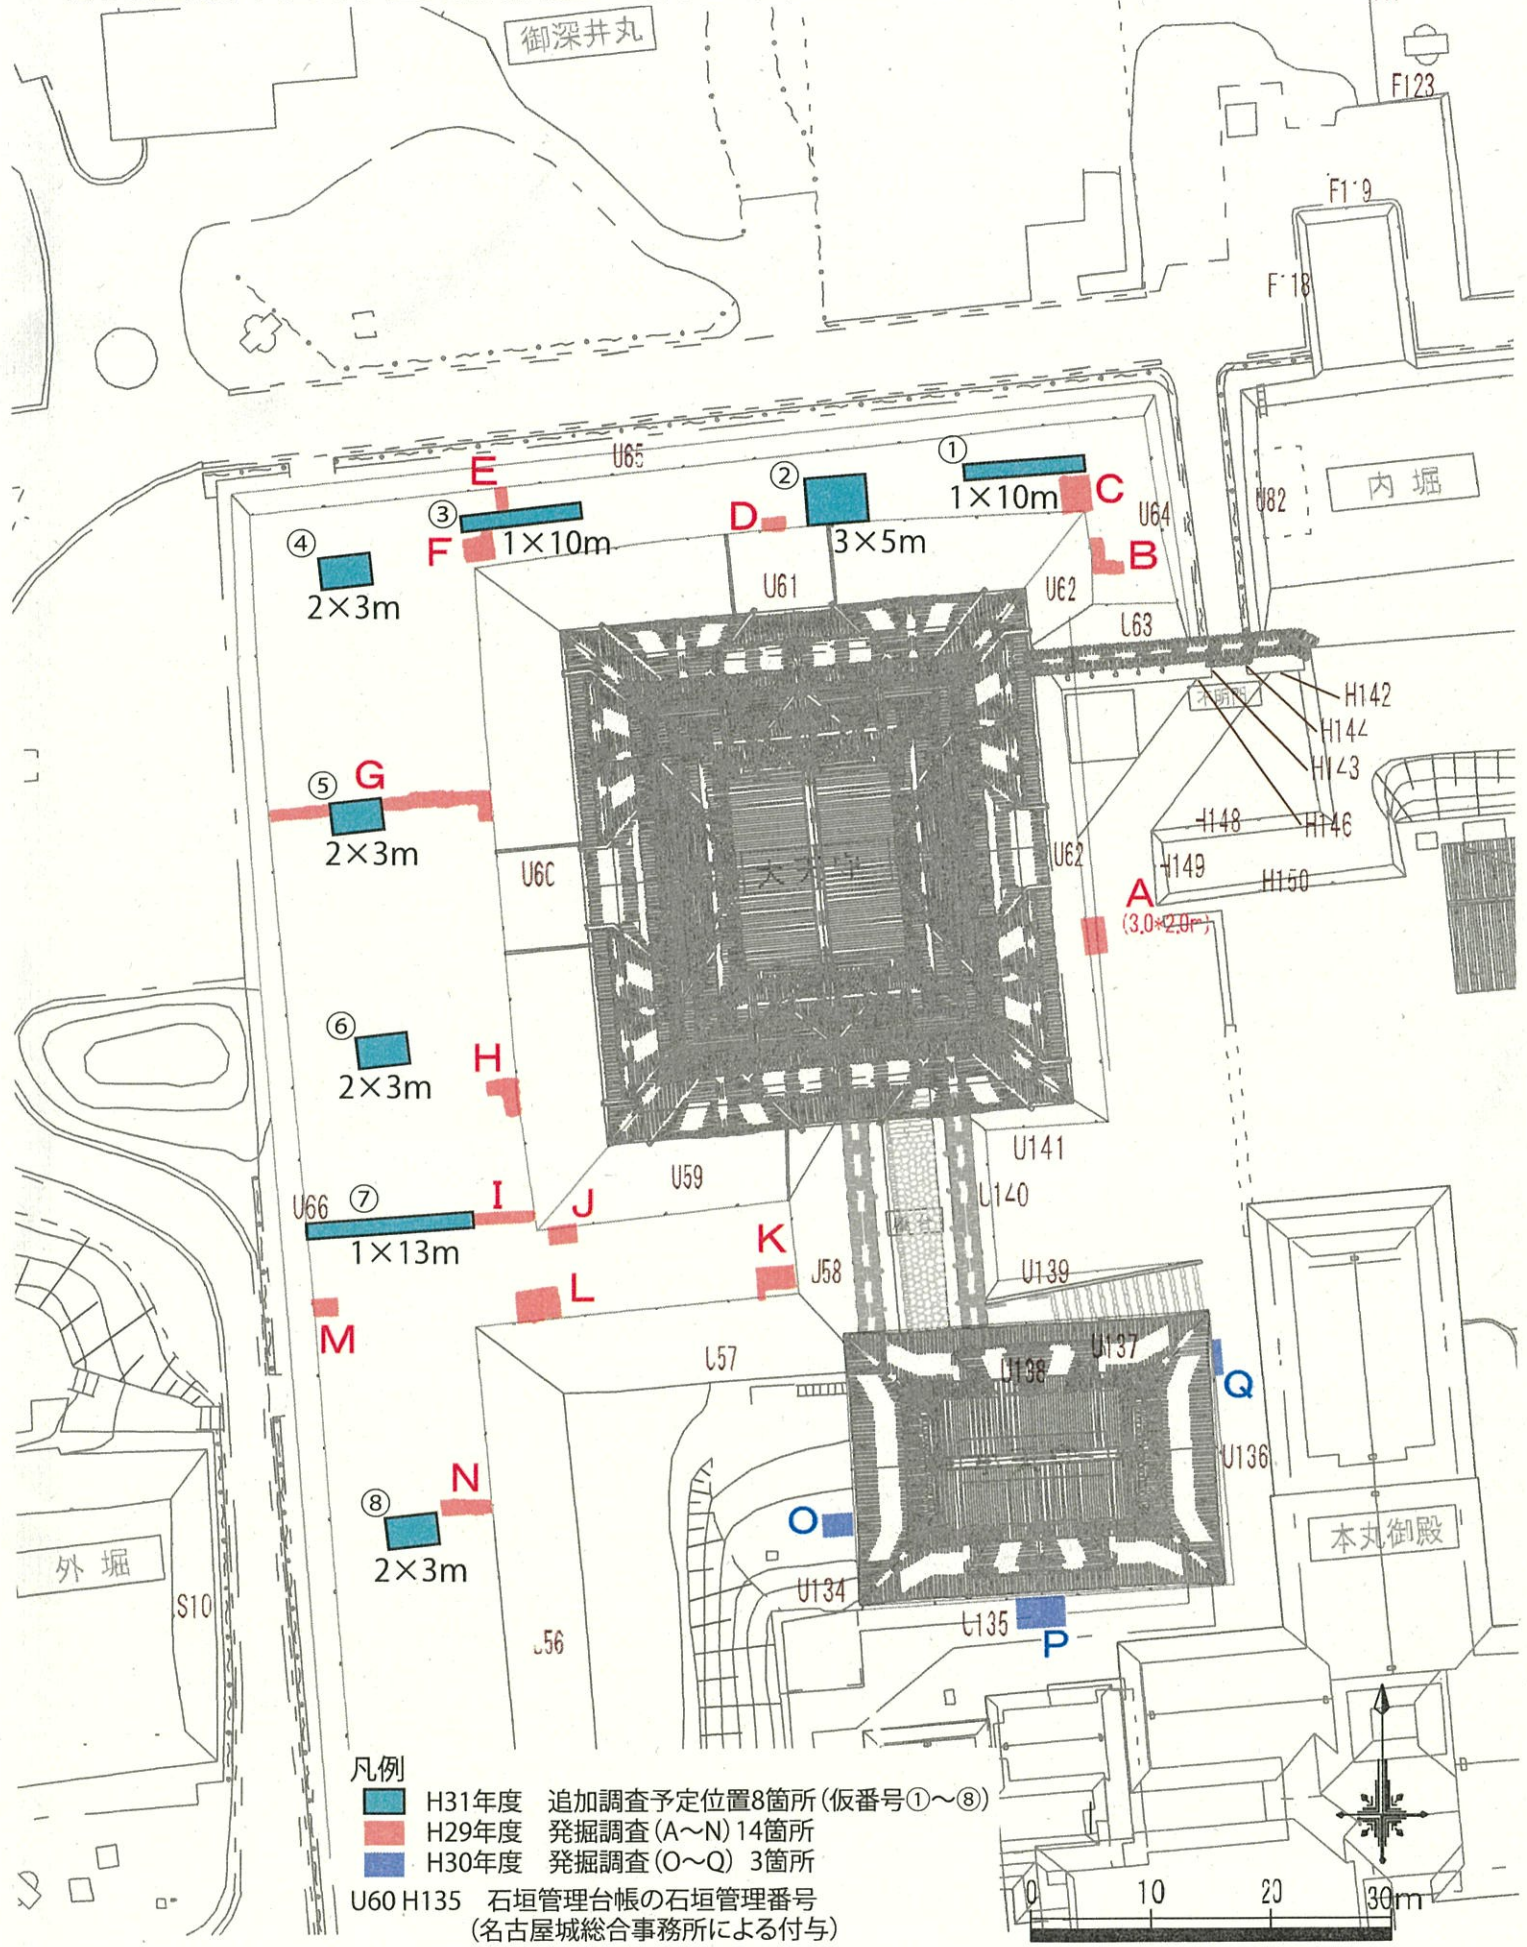 御深井丸
F123
F119
F118
U65
①
1×10m
C
②
3×5m
D
E
③
1×10m
F
④
2×3m
U64
U82
内堀
B
U61
U62
U63
不明門
H142
H144
H143
H146
H148
H149
H150
⑤
G
2×3m
U60
大天守
U62
A
(3.0*2.0m)
⑥
2×3m
H
U141
U59
U140
U66
⑦
I
1×13m
J
K
U58
U139
L
M
U57
U137
U138
Q
U136
N
⑧
2×3m
O
本丸御殿
外堀
S10
U134
U135
P
U56
凡例
H31年度 追加調査予定位置8箇所(仮番号①～⑧)
H29年度 発掘調査(A～N)14箇所
H30年度 発掘調査(O～Q) 3箇所
U60 H135 石垣管理台帳の石垣管理番号
(名古屋城総合事務所による付与)
0 10 20 30m